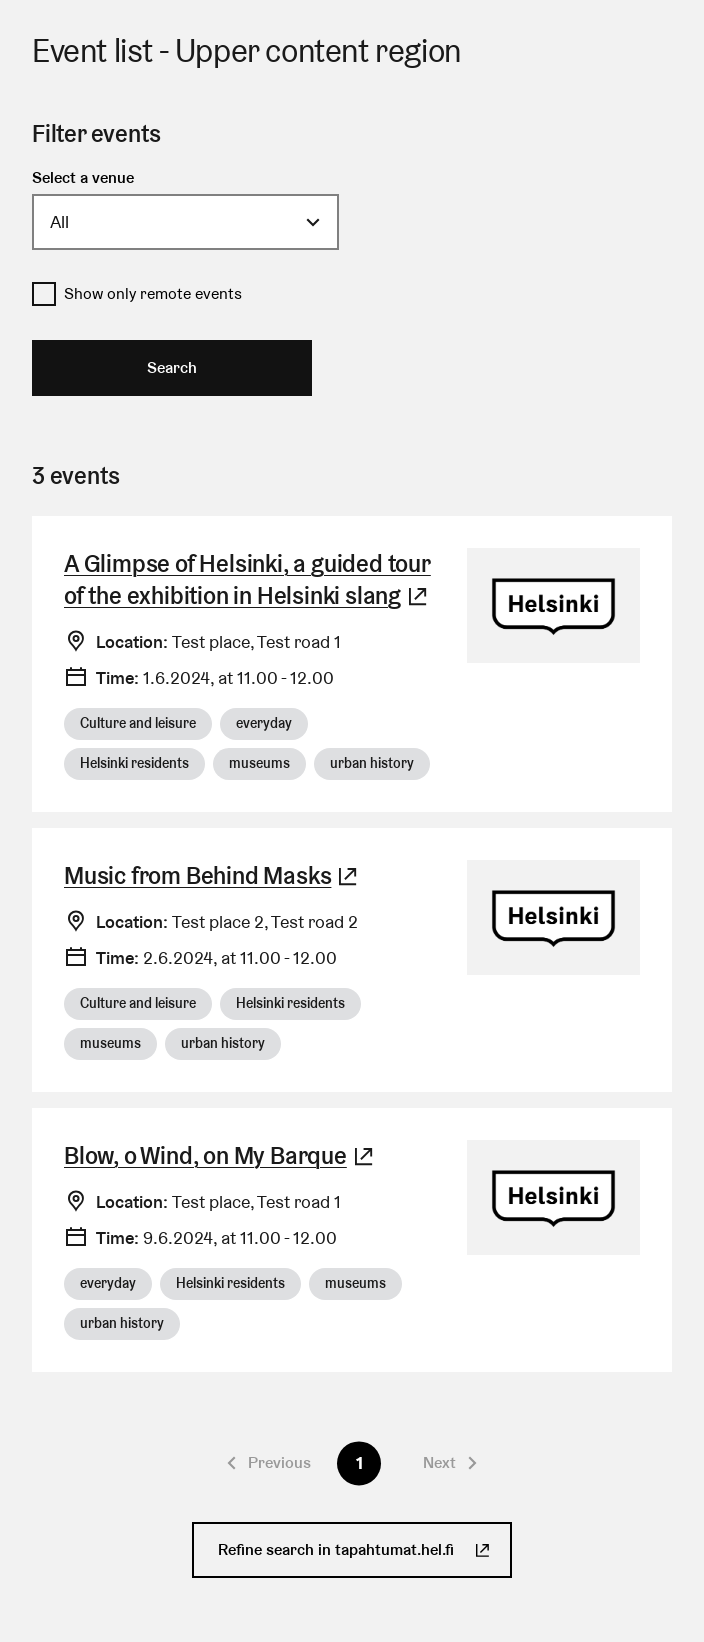 Event list - Upper content region
Filter events
Select a venue
All
Show only remote events
Search
3 events
A Glimpse of Helsinki, a guided tour
of the exhibition in Helsinki slang
Helsinki
Location: Test place, Test road 1
Time: 1.6.2024, at 11.00 - 12.00
Culture and leisure everyday
Helsinki residents museums urban history
Music from Behind Masks
Helsinki
Location: Test place 2, Test road 2
Time: 2.6.2024, at 11.00 - 12.00
Culture and leisure Helsinki residents
museums urban history
Blow, o Wind, on My Barque
Helsinki
Location: Test place, Test road 1
Time: 9.6.2024, at 11.00 - 12.00
everyday Helsinki residents museums
urban history
Previous 1 Next
Refine search in tapahtumat.hel.fi